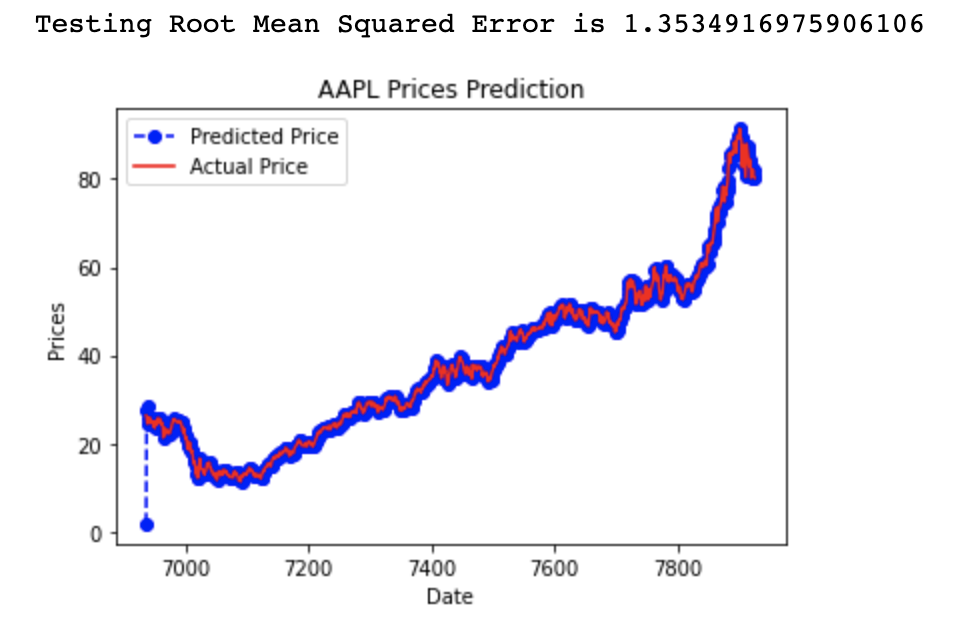 Testing Root Mean Squared Error is 1.3534916975906106
AAPL Prices Prediction
Predicted Price
Actual Price
80
60
40
20
0
Prices
7000 7200 7400 7600 7800
Date